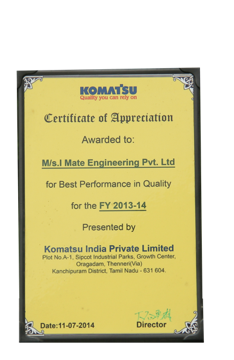 KOMATSU
Quality you can rely on
Certificate of Appreciation
Awarded to:
M/s.I Mate Engineering Pvt. Ltd
for Best Performance in Quality
for the FY 2013-14
Presented by
Komatsu India Private Limited
Plot No.A-1, Sipcot Industrial Parks, Growth Center,
Oragadam, Thenneri(Via)
Kanchipuram District, Tamil Nadu - 631 604.
Date:11-07-2014 Director